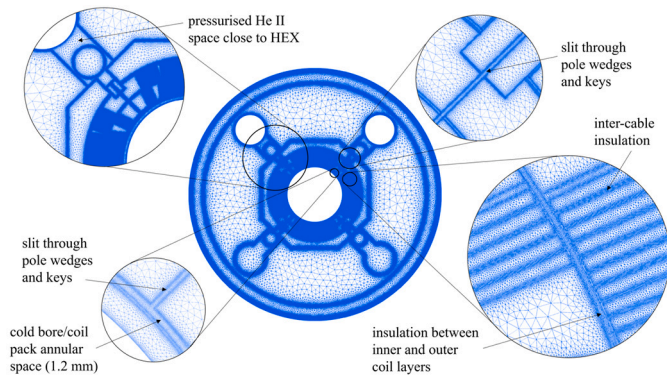 pressurised He II
space close to HEX
slit through
pole wedges
and keys
inter-cable
insulation
slit through
pole wedges
and keys
cold bore/coil
pack annular
space (1.2 mm)
insulation between
inner and outer
coil layers